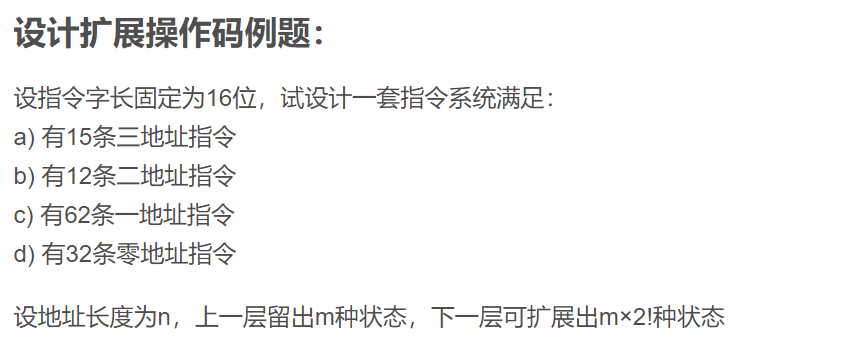 设计扩展操作码例题：
设指令字长固定为16位，试设计一套指令系统满足：
a) 有15条三地址指令
b) 有12条二地址指令
c) 有62条一地址指令
d) 有32条零地址指令
设地址长度为n，上一层留出m种状态，下一层可扩展出m×2!种状态